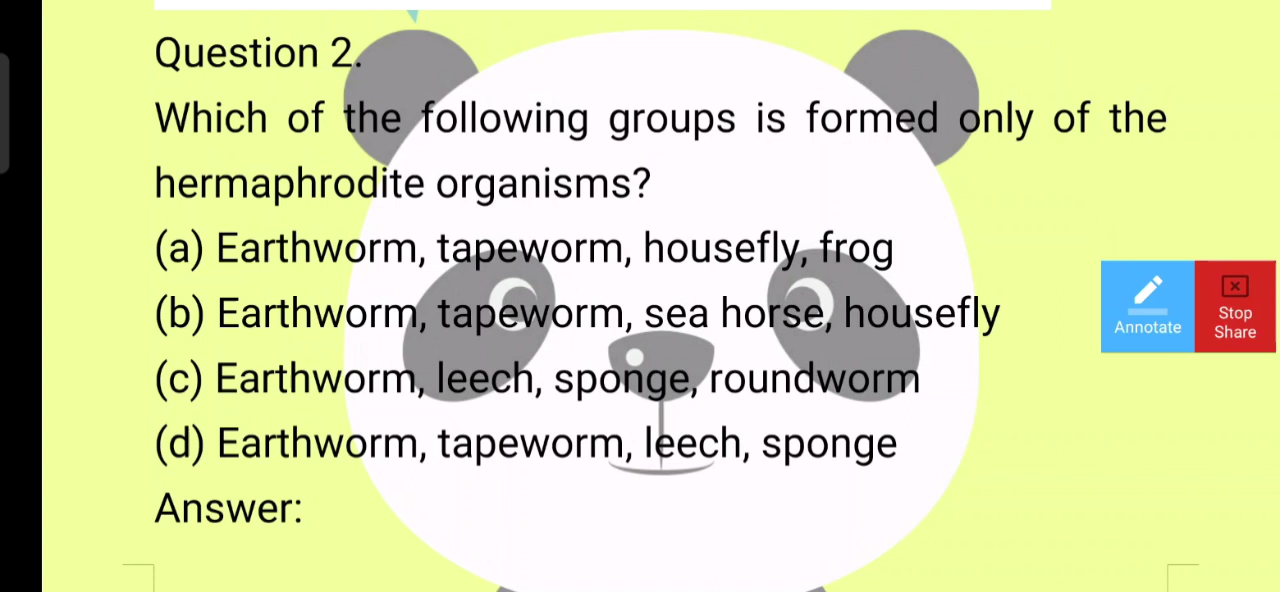 Question 2.
Which of the following groups is formed only of the
hermaphrodite organisms?
(a) Earthworm, tapeworm, housefly, frog
(b) Earthworm, tapeworm, sea horse, housefly
(c) Earthworm, leech, sponge, roundworm
(d) Earthworm, tapeworm, leech, sponge
Answer:
Annotate
Stop
Share